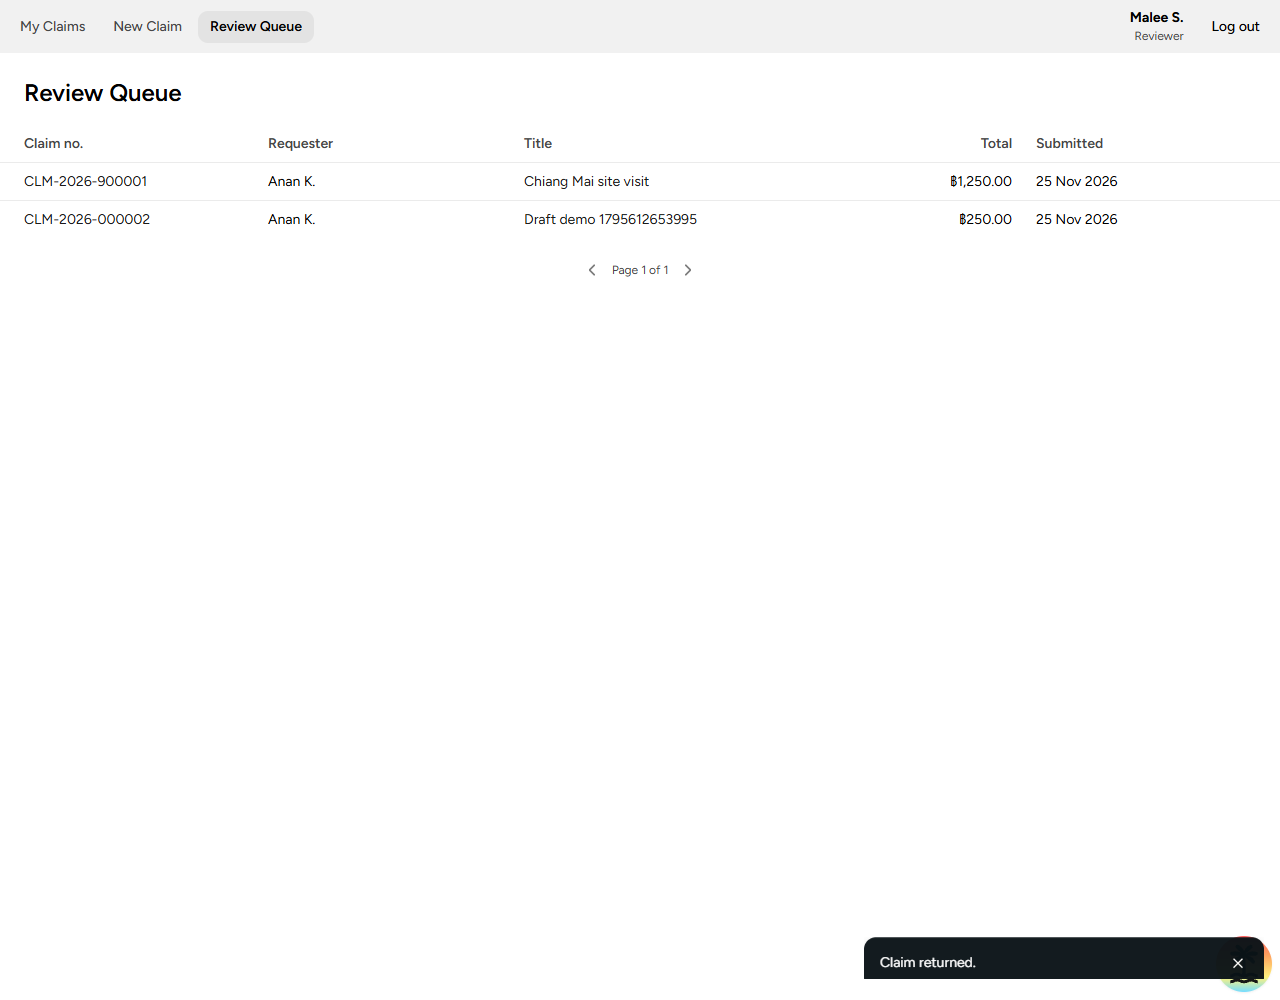 My Claims New Claim Review Queue Malee S. Log out
Reviewer
Review Queue
Claim no. Requester Title Total Submitted
CLM-2026-900001 Anan K. Chiang Mai site visit ฿1,250.00 25 Nov 2026
CLM-2026-000002 Anan K. Draft demo 1795612653995 ฿250.00 25 Nov 2026
Page 1 of 1
Claim returned.